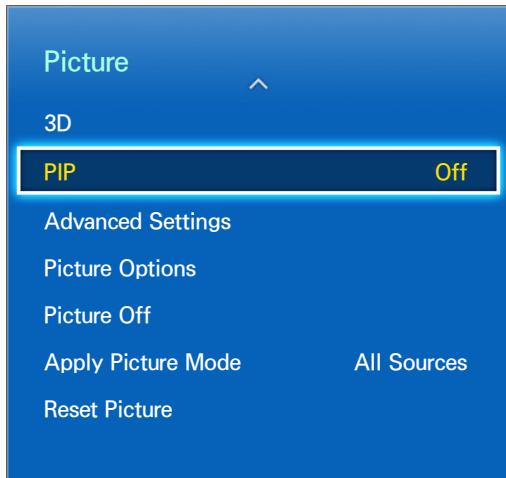 Picture
3D
PIP Off
Advanced Settings
Picture Options
Picture Off
Apply Picture Mode All Sources
Reset Picture